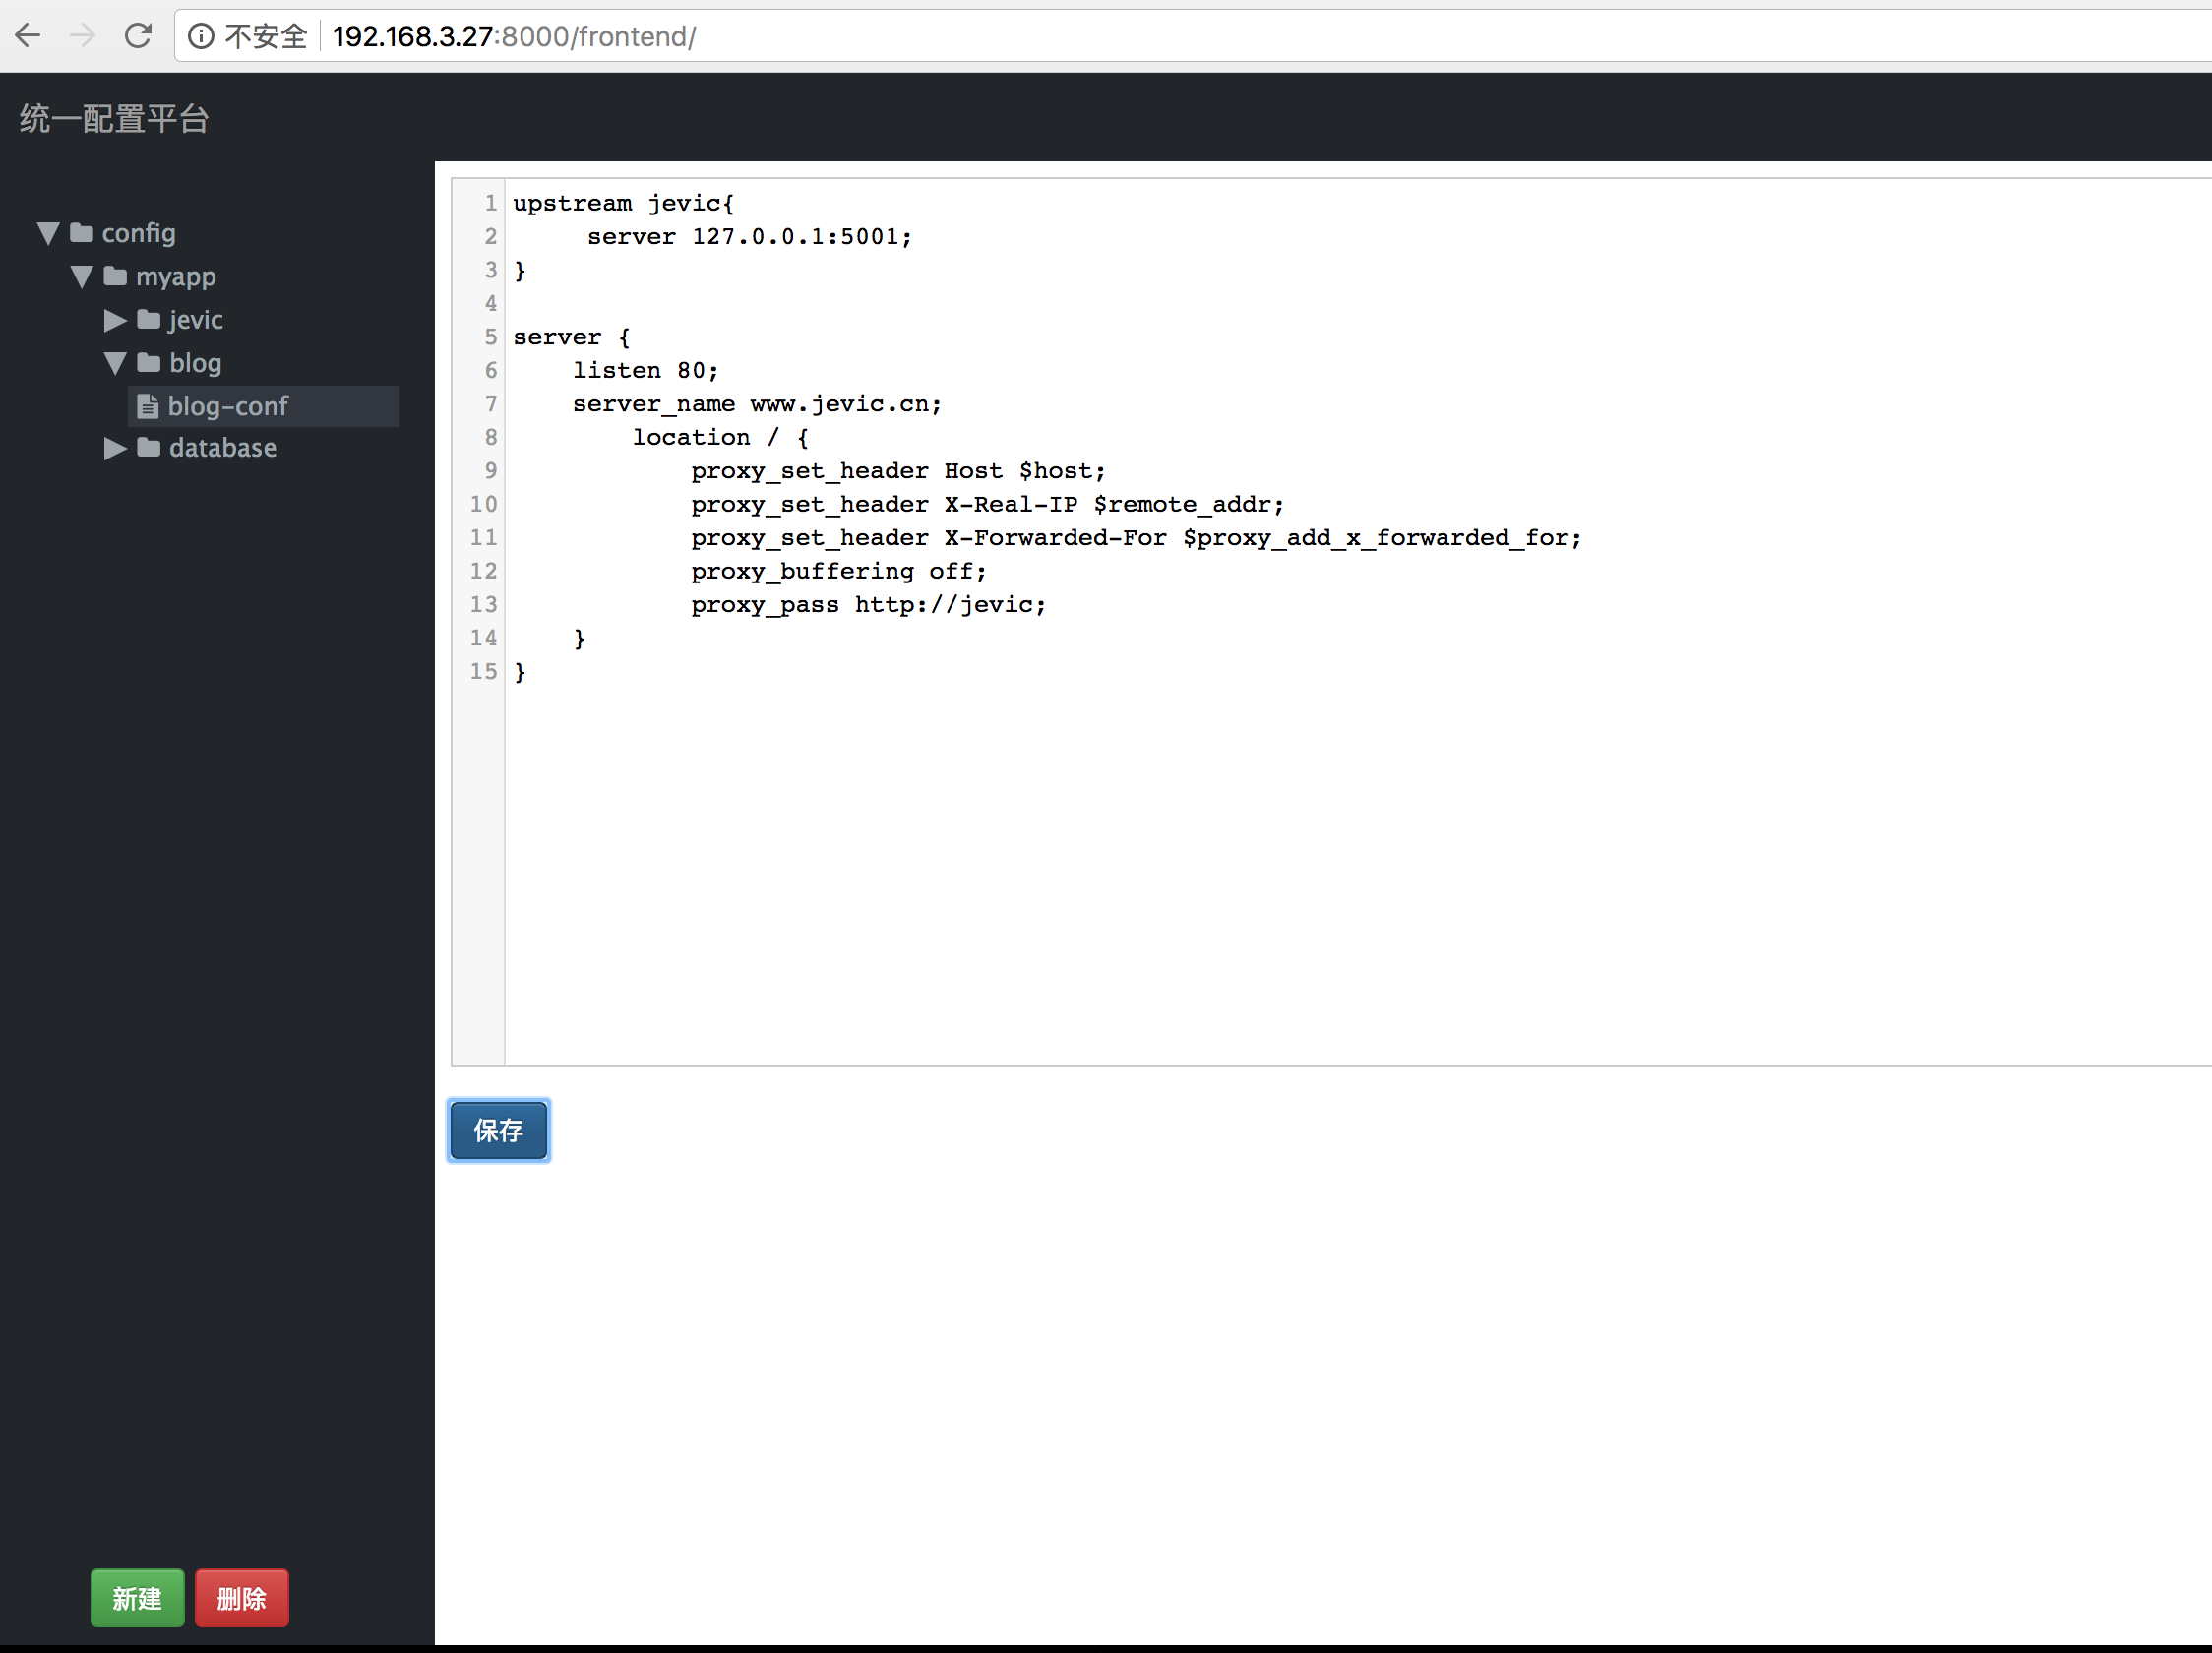 不安全 192.168.3.27:8000/frontend/
统一配置平台
config
myapp
jevic
blog
blog-conf
database
1 upstream jevic{
2 server 127.0.0.1:5001;
3 }
4
5 server {
6 listen 80;
7 server_name www.jevic.cn;
8 location / {
9 proxy_set_header Host $host;
10 proxy_set_header X-Real-IP $remote_addr;
11 proxy_set_header X-Forwarded-For $proxy_add_x_forwarded_for;
12 proxy_buffering off;
13 proxy_pass http://jevic;
14 }
15 }
保存
新建 删除